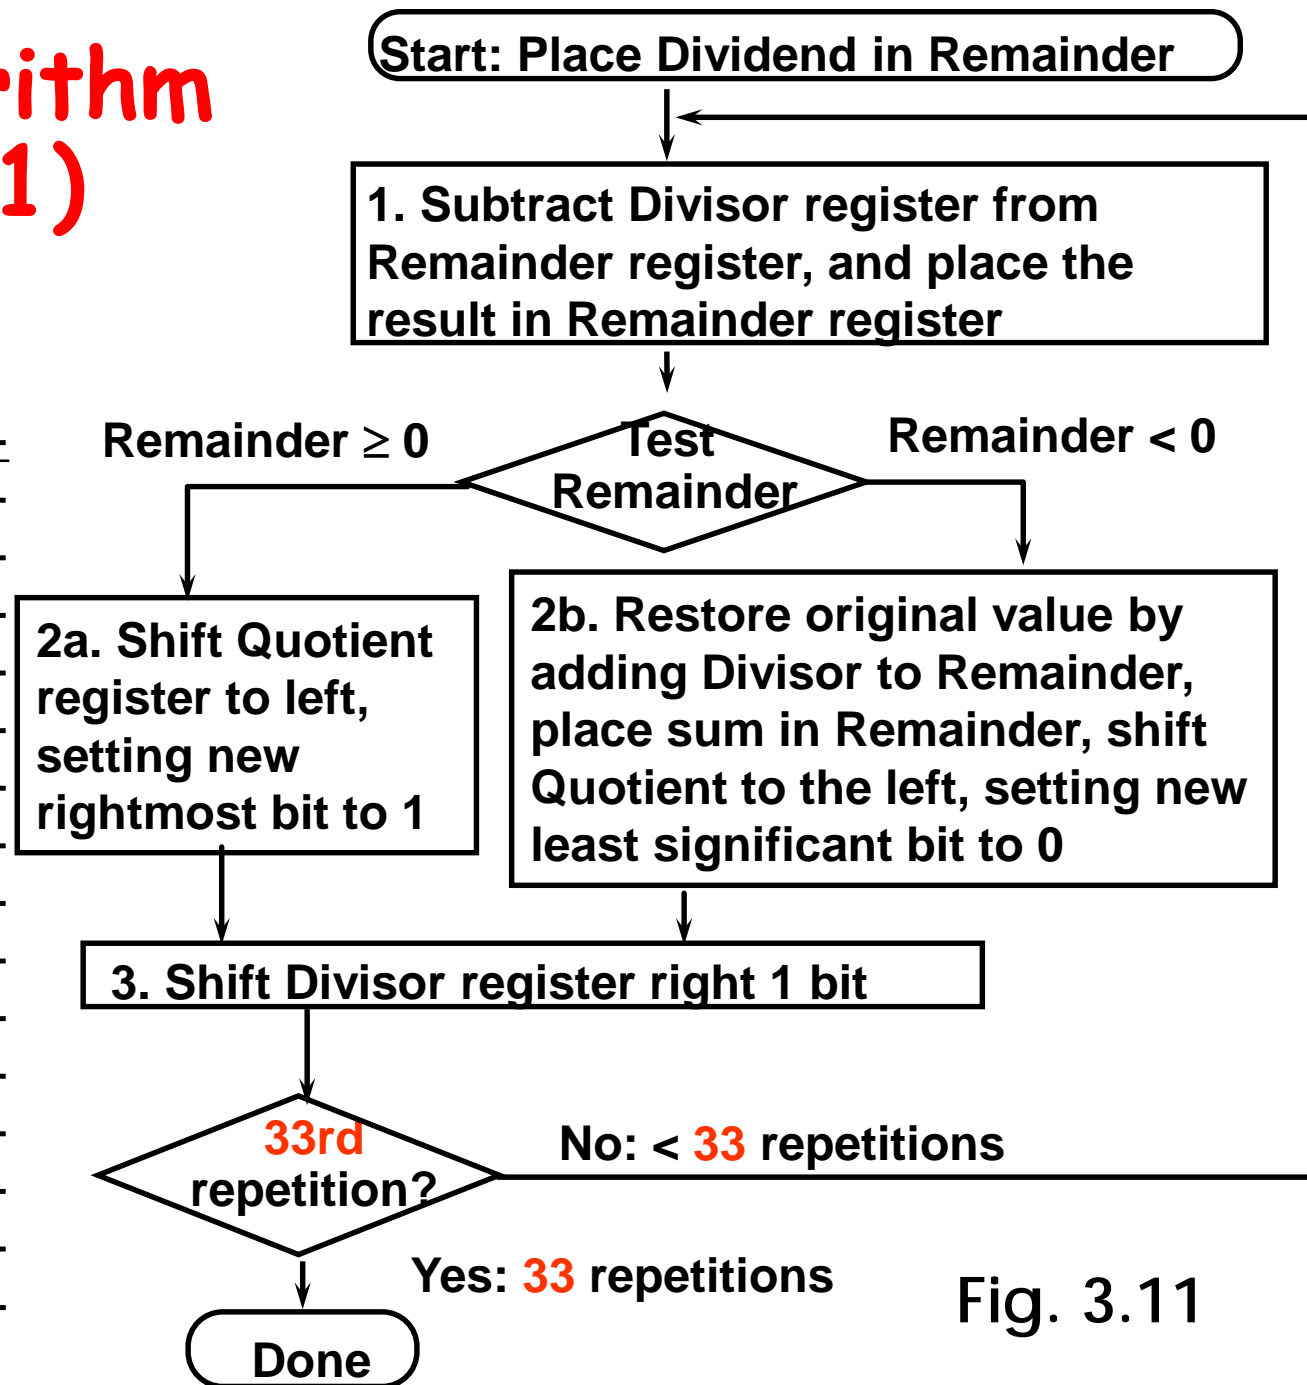 rithm
1)
Start: Place Dividend in Remainder
1. Subtract Divisor register from
Remainder register, and place the
result in Remainder register
Remainder ≥ 0
Test
Remainder
Remainder < 0
2a. Shift Quotient
register to left,
setting new
rightmost bit to 1
2b. Restore original value by
adding Divisor to Remainder,
place sum in Remainder, shift
Quotient to the left, setting new
least significant bit to 0
3. Shift Divisor register right 1 bit
33rd
repetition?
No: < 33 repetitions
Yes: 33 repetitions
Fig. 3.11
Done